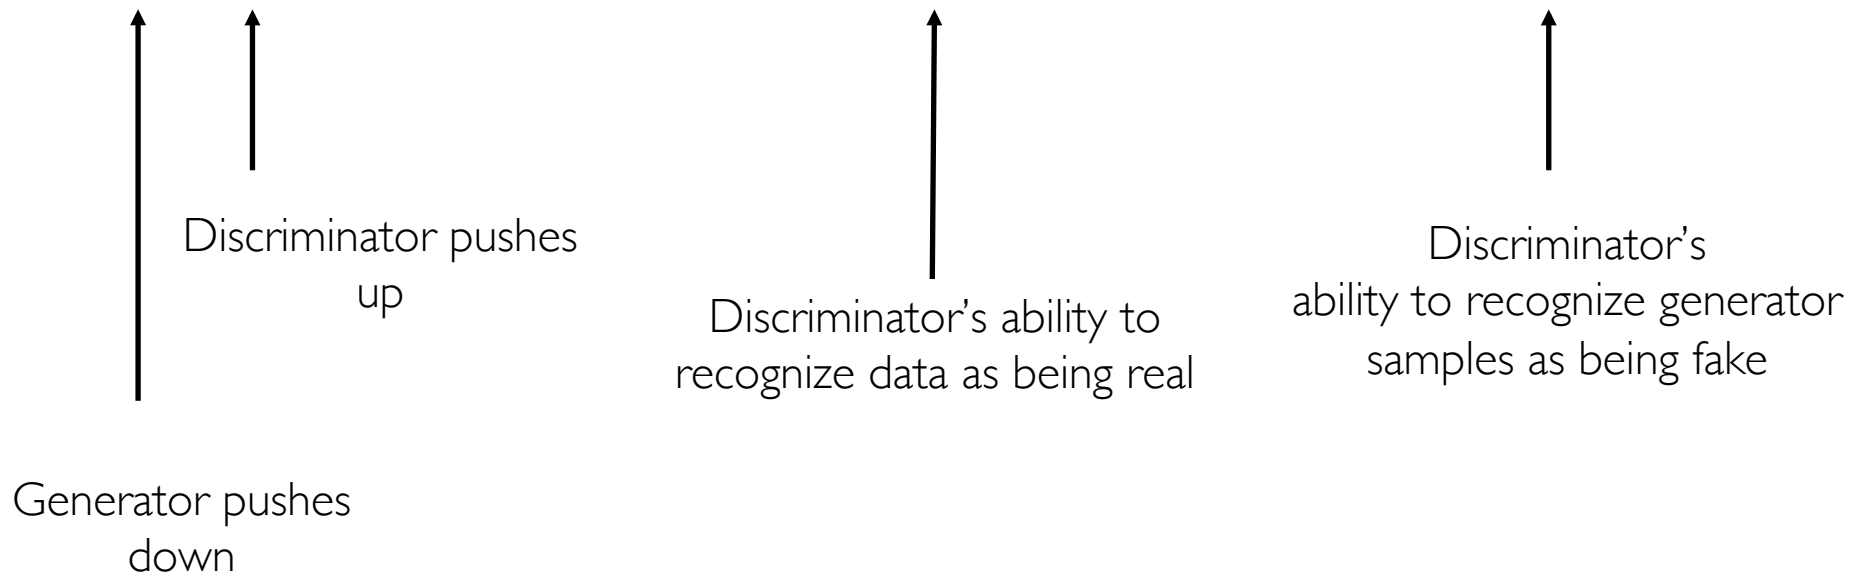 Discriminator pushes
up
Discriminator’s ability to
recognize data as being real
Discriminator’s
ability to recognize generator
samples as being fake
Generator pushes
down